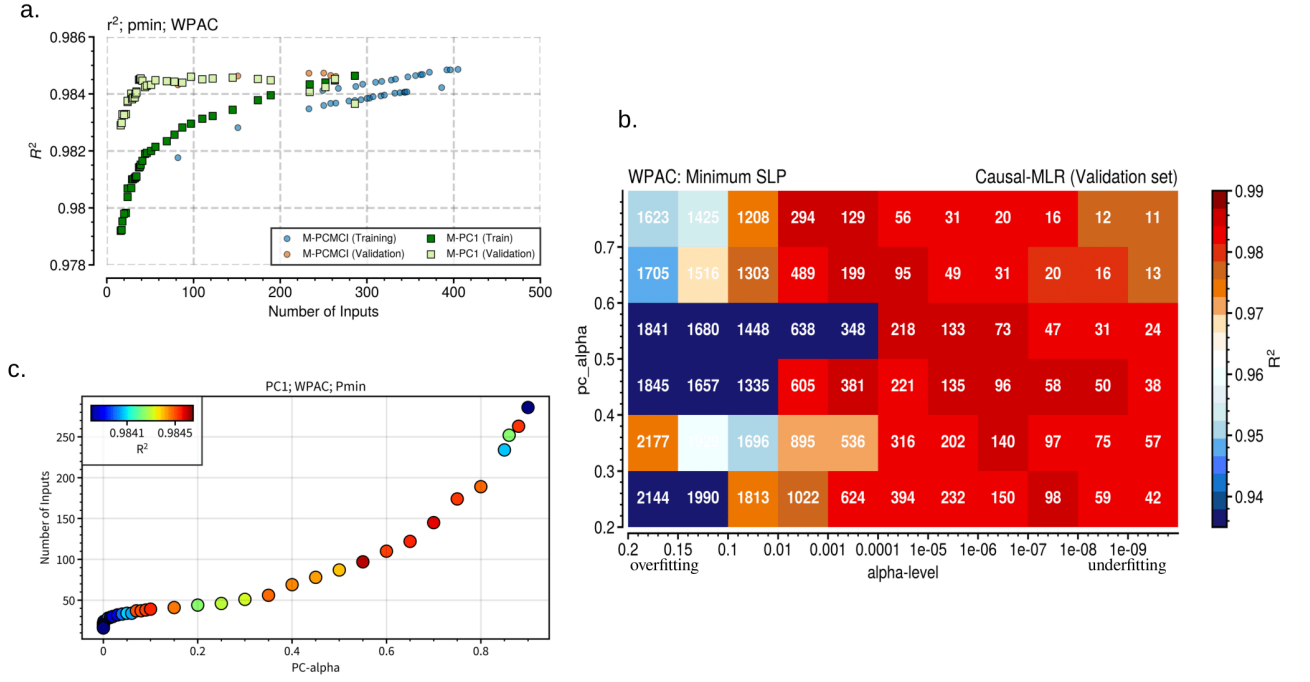 a.
r²; pmin; WPAC
0.986
0.984
0.982
0.98
0.978
R²
M-PCMCI (Training)
M-PCMCI (Validation)
M-PC1 (Train)
M-PC1 (Validation)
0 100 200 300 400 500
Number of Inputs
b.
WPAC: Minimum SLP Causal-MLR (Validation set)
1623 1425 1208 294 129 56 31 20 16 12 11
0.7
1705 1516 1303 489 199 95 49 31 20 16 13
0.6
1841 1680 1448 638 348 218 133 73 47 31 24
0.5
1845 1657 1335 605 381 221 135 96 58 50 38
0.4
2177 1696 895 536 316 202 140 97 75 57
0.3
2144 1990 1813 1022 624 394 232 150 98 59 42
0.2
pc_alpha
0.2 0.15 0.1 0.01 0.001 0.0001 1e-05 1e-06 1e-07 1e-08 1e-09
overfitting underfitting
alpha-level
0.99
0.98
0.97
0.96
0.95
0.94
R²
c.
PC1; WPAC; Pmin
0.9841 0.9845
R²
250
200
150
100
50
Number of Inputs
0 0.2 0.4 0.6 0.8
PC-alpha